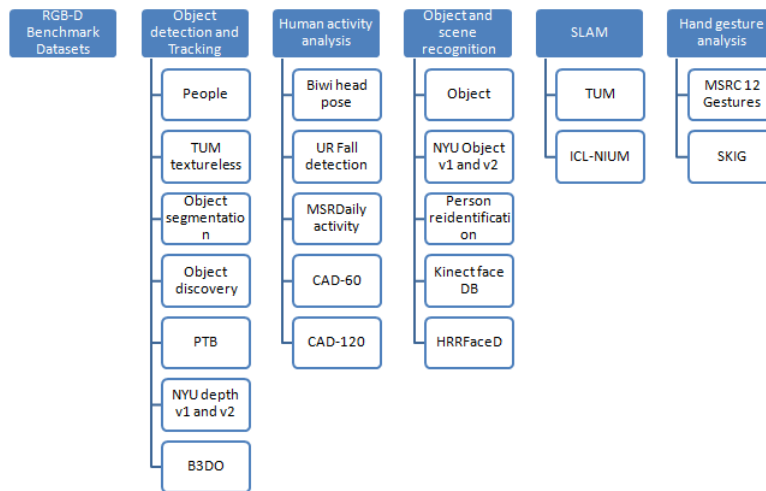 RGB-D
Benchmark
Datasets
Object
detection and
Tracking
People
TUM
textureless
Object
segmentatio
n
Object
discovery
PTB
NYU depth
v1 and v2
B3DO
Human activity
analysis
Biwi head
pose
UR Fall
detection
MSRDaily
activity
CAD-60
CAD-120
Object and
scene
recognition
Object
NYU Object
v1 and v2
Person
reidentificati
on
Kinect face
DB
HRRFaceD
SLAM
TUM
ICL-NIUM
Hand gesture
analysis
MSRC 12
Gestures
SKIG